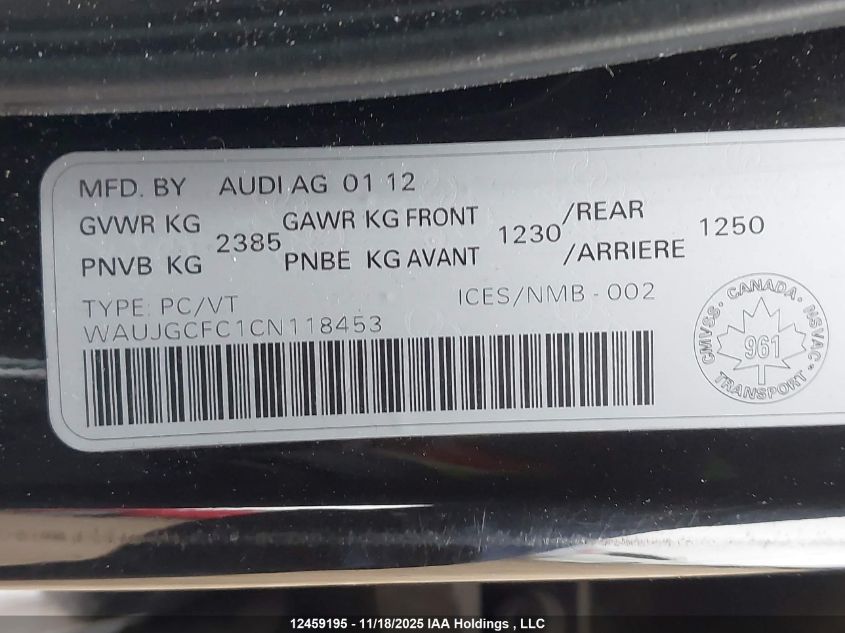 MFD. BY AUDI AG 01 12
GVWR KG 2385 GAWR KG FRONT 1230 /REAR 1250
PNVB KG PNBE KG AVANT /ARRIERE
TYPE: PC/VT ICES/NMB - 002
WAUJGCFC1CN118453
CANADA
CMVSS 961 NSVAC
TRANSPORT
12459195 - 11/18/2025 IAA Holdings , LLC